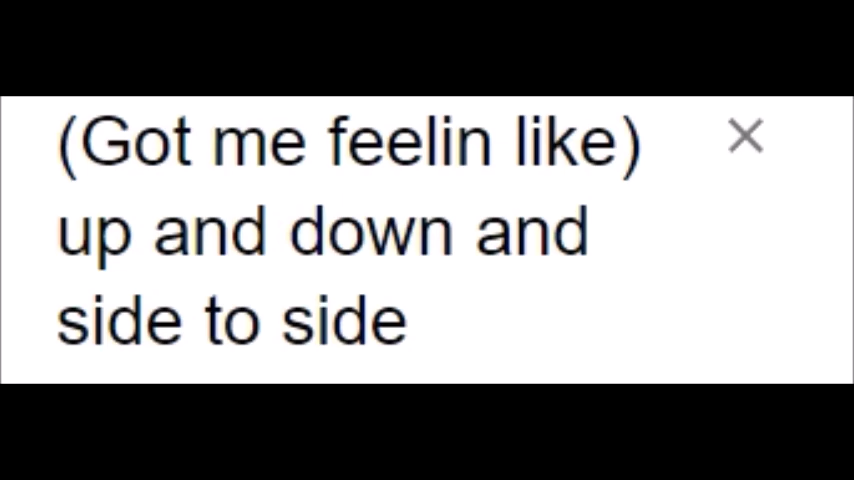 (Got me feelin like)
up and down and
side to side